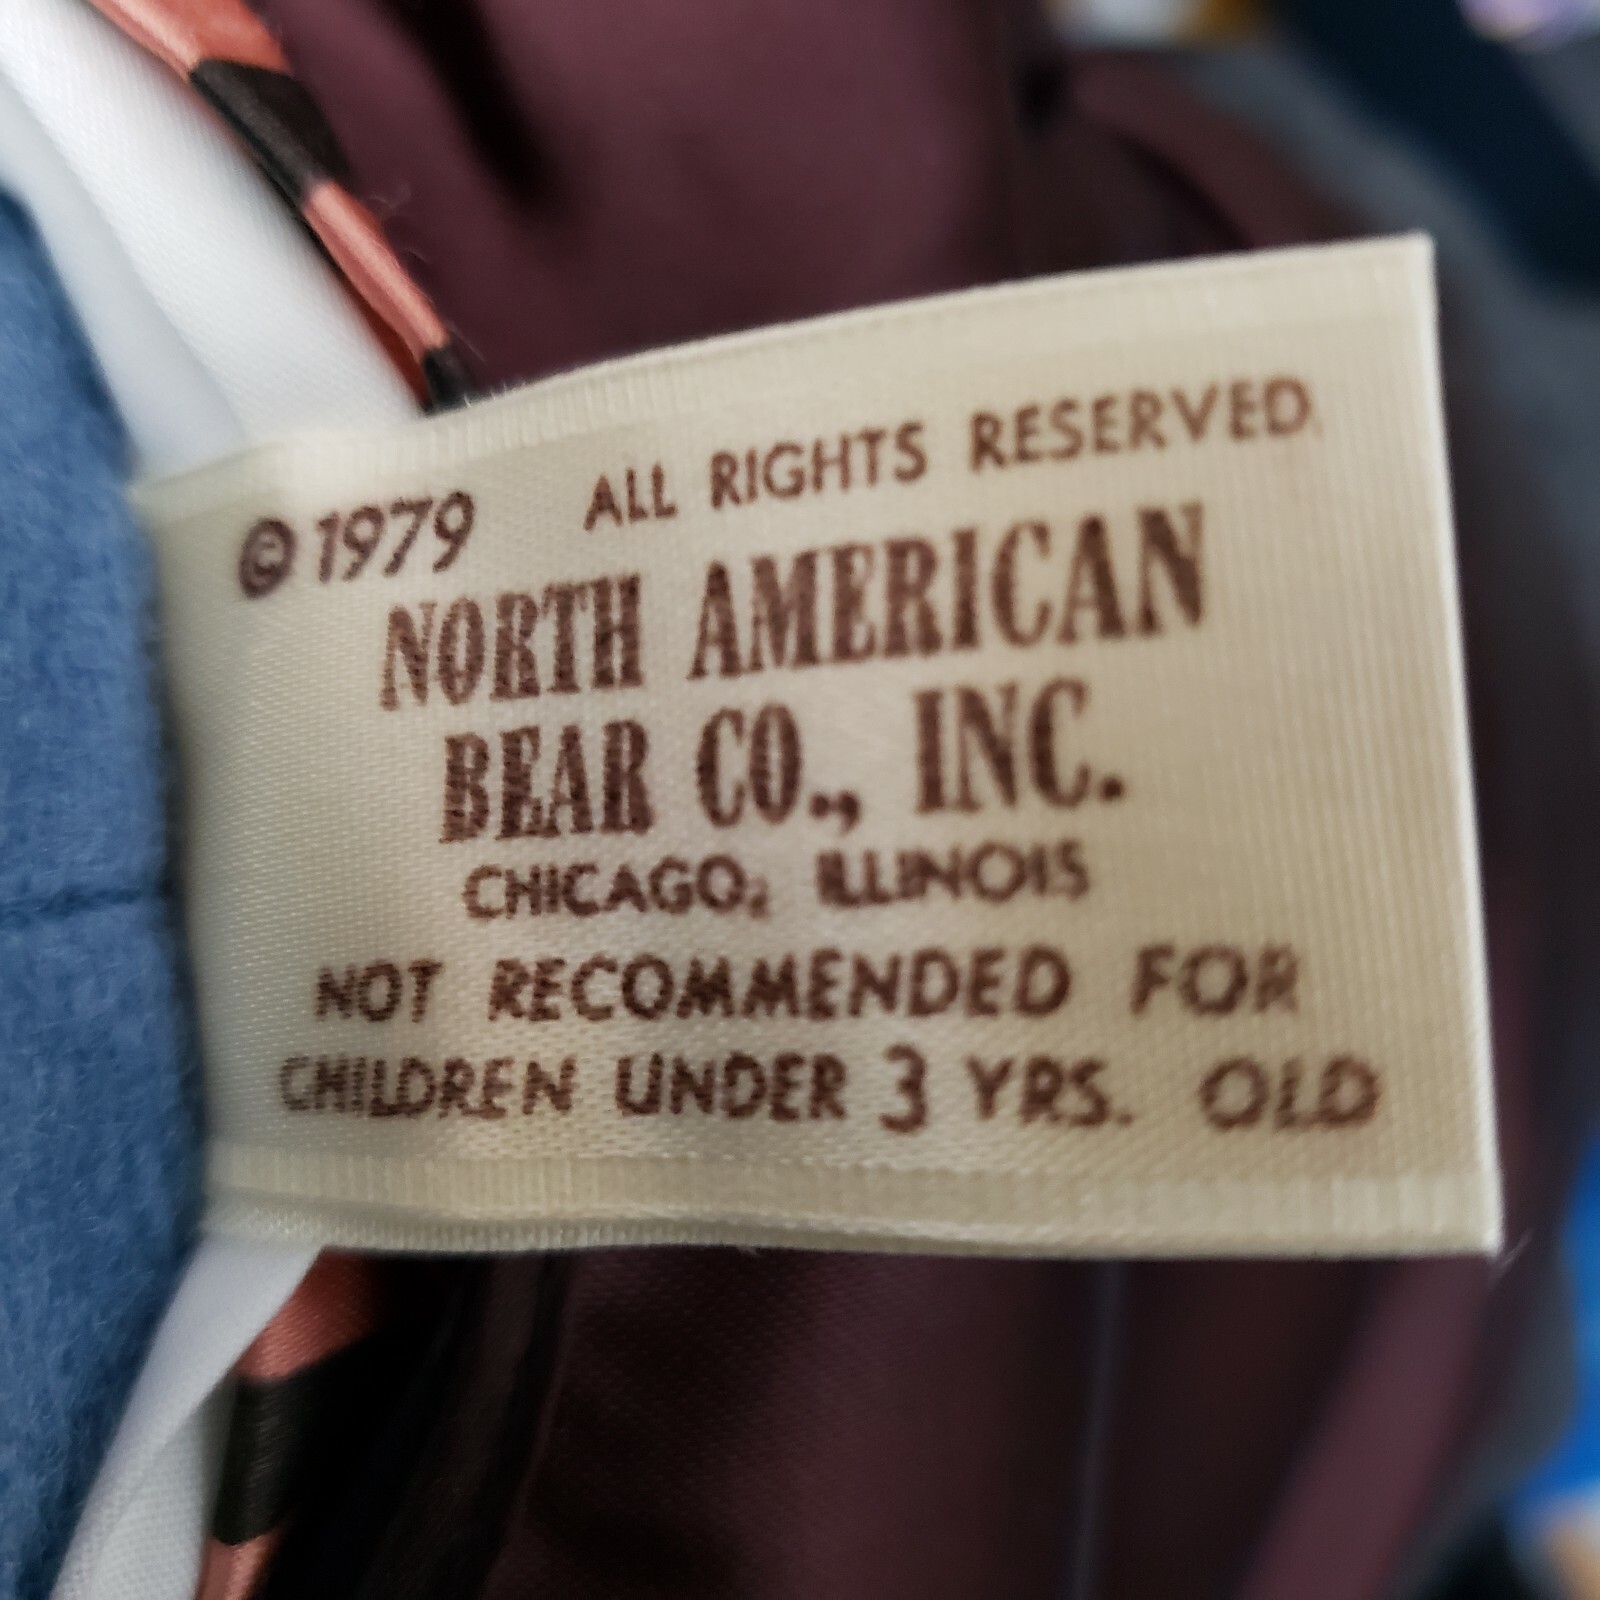 © 1979 ALL RIGHTS RESERVED
NORTH AMERICAN
BEAR CO., INC.
CHICAGO, ILLINOIS
NOT RECOMMENDED FOR
CHILDREN UNDER 3 YRS. OLD